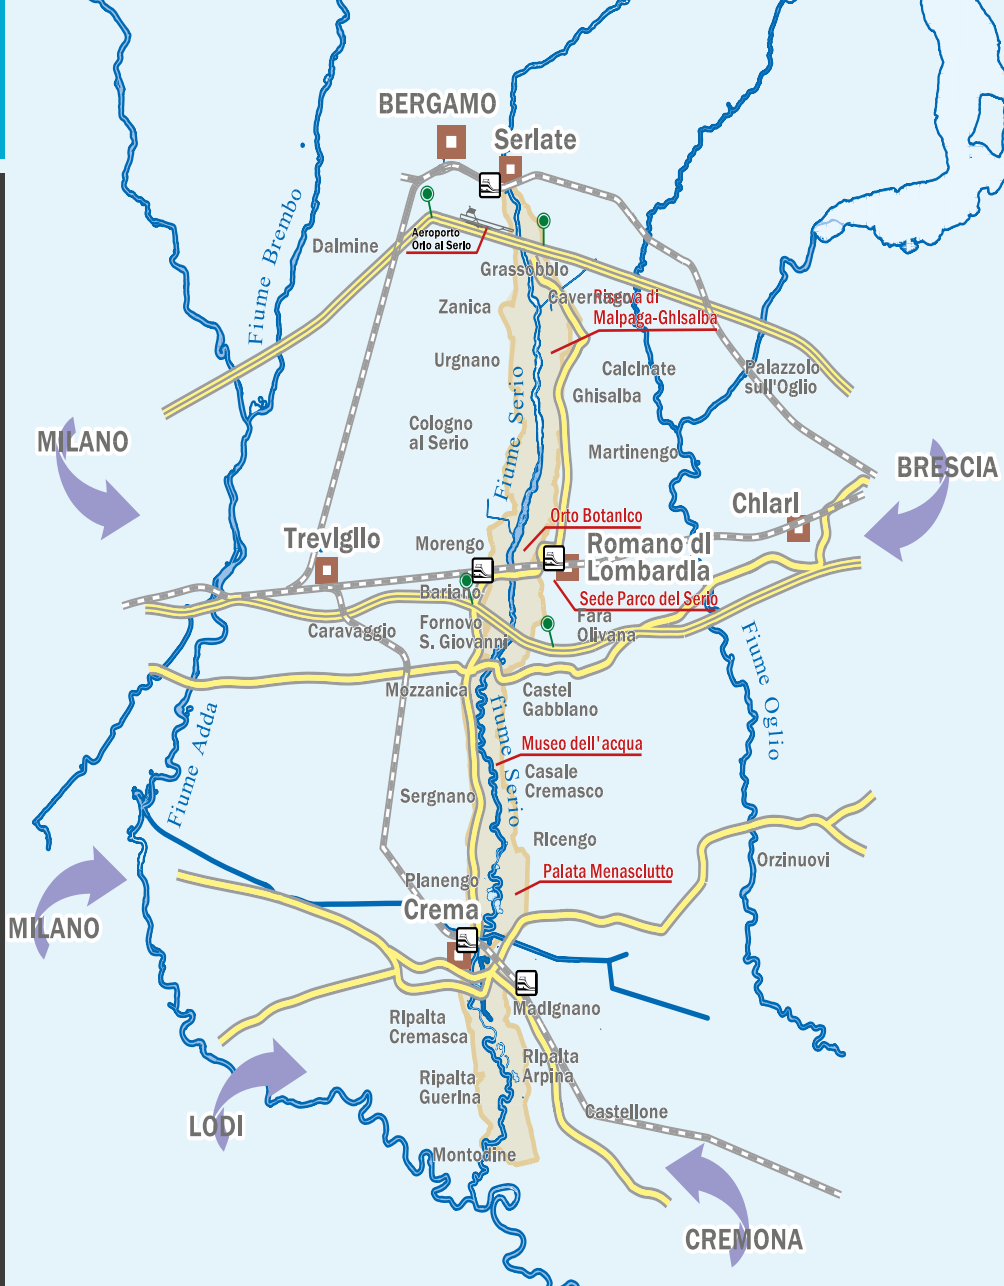 BERGAMO
Seriate
Fiume Brembo
Dalmine
Aeroporto
Orio al Serio
Grassobbio
Cavernago
Riserva di
Malpaga-Ghisalba
Zanica
Urgnano
Calcinate
Palazzolo
sull'Oglio
Ghisalba
Fiume Serio
Cologno
al Serio
MILANO
Martinengo
BRESCIA
Chiari
Orto Botanico
Treviglio
Morengo
Romano di
Lombardia
Bariano
Sede Parco del Serio
Caravaggio
Fornovo
S. Giovanni
Fara
Olivana
Fiume Oglio
Mozzanica
Castel
Gabbiano
Fiume Adda
fiume Serio
Museo dell'acqua
Casale
Cremasco
Sergnano
Ricengo
Orzinuovi
Pianengo
Palata Menasciutto
Crema
MILANO
Madignano
Ripalta
Cremasca
Ripalta
Arpina
Ripalta
Guerina
Castellone
LODI
Montodine
CREMONA